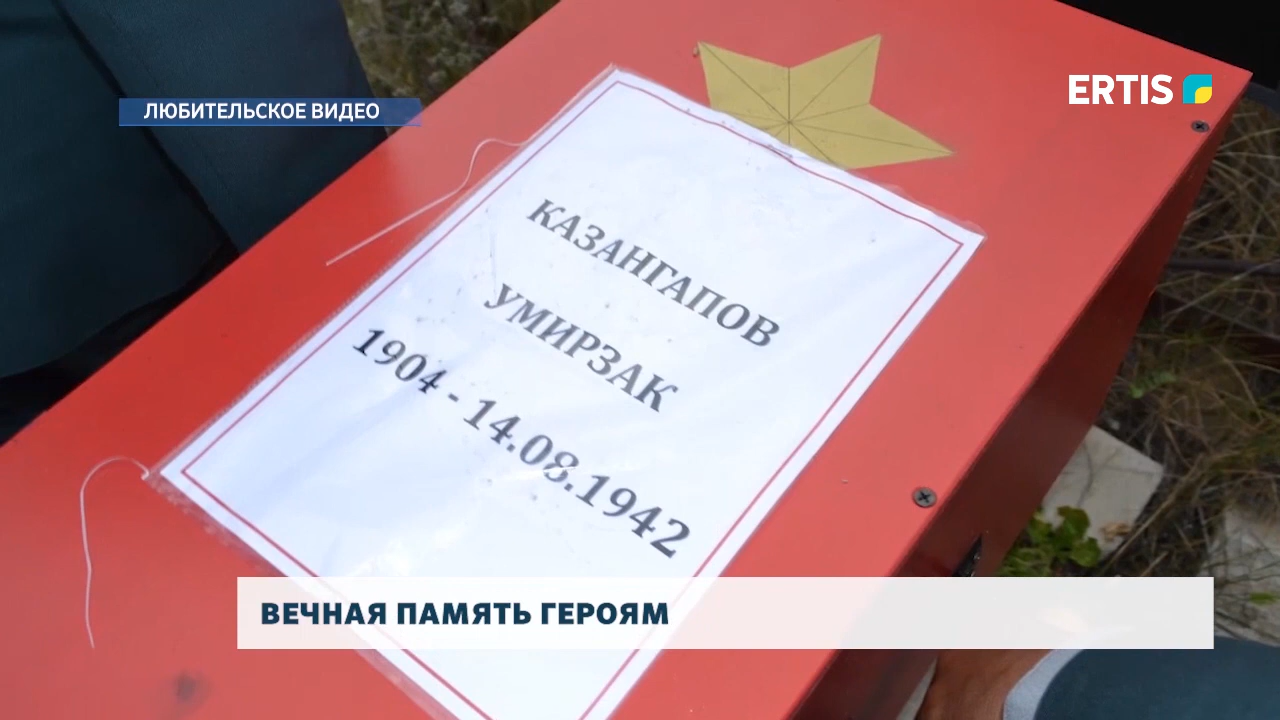 ЛЮБИТЕЛЬСКОЕ ВИДЕО
ERTIS
КАЗАНГАПОВ
УМИРЗАК
1904 - 14.08.1942
ВЕЧНАЯ ПАМЯТЬ ГЕРОЯМ